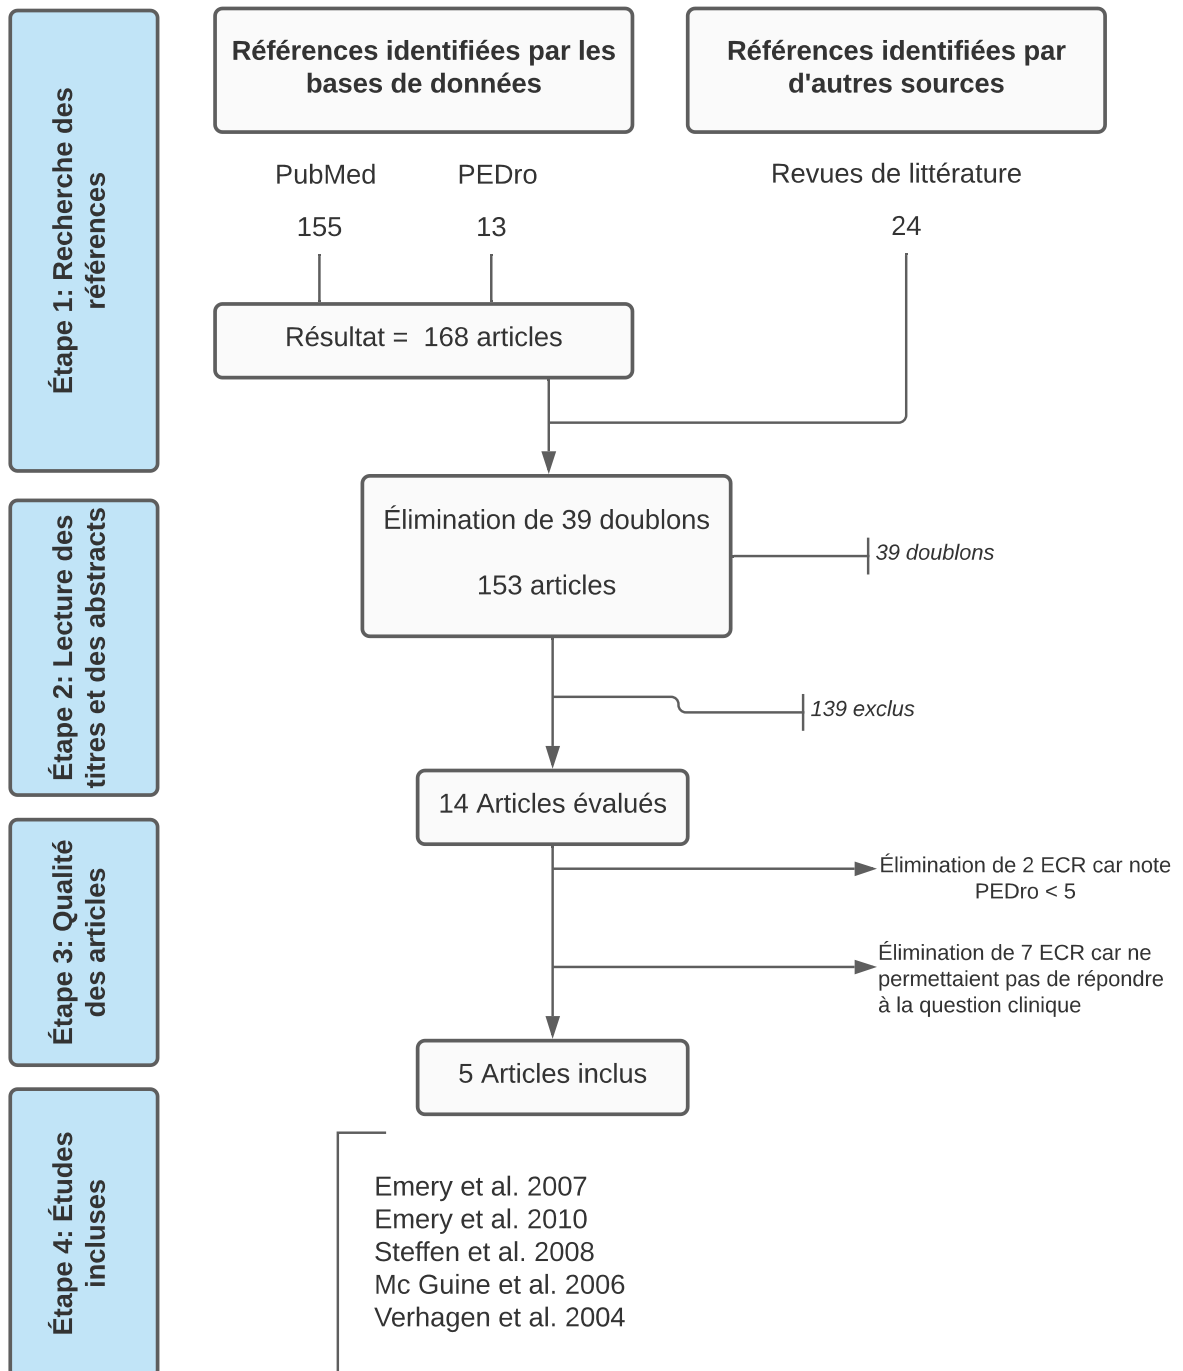 Étape 1: Recherche des
références
Références identifiées par les
bases de données
Références identifiées par
d'autres sources
PubMed
PEDro
Revues de littérature
155
13
24
Résultat =  168 articles
Étape 2: Lecture des
titres et des abstracts
Élimination de 39 doublons
153 articles
39 doublons
139 exclus
14 Articles évalués
Étape 3: Qualité
des articles
Élimination de 2 ECR car note
PEDro < 5
Élimination de 7 ECR car ne
permettaient pas de répondre
à la question clinique
5 Articles inclus
Étape 4: Études
incluses
Emery et al. 2007
Emery et al. 2010
Steffen et al. 2008
Mc Guine et al. 2006
Verhagen et al. 2004